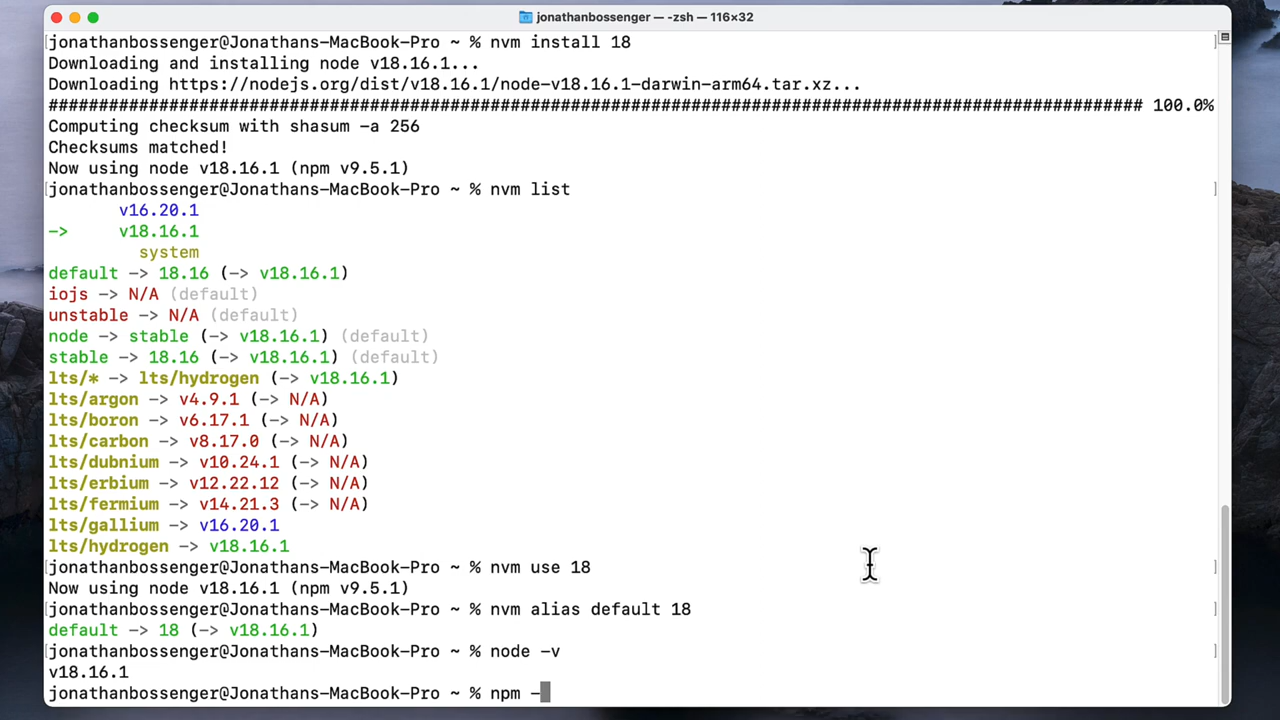 jonathanbossenger — -zsh — 116×32
[jonathanbossenger@Jonathans-MacBook-Pro ~ % nvm install 18 ]
Downloading and installing node v18.16.1...
Downloading https://nodejs.org/dist/v18.16.1/node-v18.16.1-darwin-arm64.tar.xz...
############################################################################################################# 100.0%
Computing checksum with shasum -a 256
Checksums matched!
Now using node v18.16.1 (npm v9.5.1)
[jonathanbossenger@Jonathans-MacBook-Pro ~ % nvm list ]
v16.20.1
-> v18.16.1
system
default -> 18.16 (-> v18.16.1)
iojs -> N/A (default)
unstable -> N/A (default)
node -> stable (-> v18.16.1) (default)
stable -> 18.16 (-> v18.16.1) (default)
lts/* -> lts/hydrogen (-> v18.16.1)
lts/argon -> v4.9.1 (-> N/A)
lts/boron -> v6.17.1 (-> N/A)
lts/carbon -> v8.17.0 (-> N/A)
lts/dubnium -> v10.24.1 (-> N/A)
lts/erbium -> v12.22.12 (-> N/A)
lts/fermium -> v14.21.3 (-> N/A)
lts/gallium -> v16.20.1
lts/hydrogen -> v18.16.1
[jonathanbossenger@Jonathans-MacBook-Pro ~ % nvm use 18 ]
Now using node v18.16.1 (npm v9.5.1)
[jonathanbossenger@Jonathans-MacBook-Pro ~ % nvm alias default 18 ]
default -> 18 (-> v18.16.1)
[jonathanbossenger@Jonathans-MacBook-Pro ~ % node -v ]
v18.16.1
jonathanbossenger@Jonathans-MacBook-Pro ~ % npm -